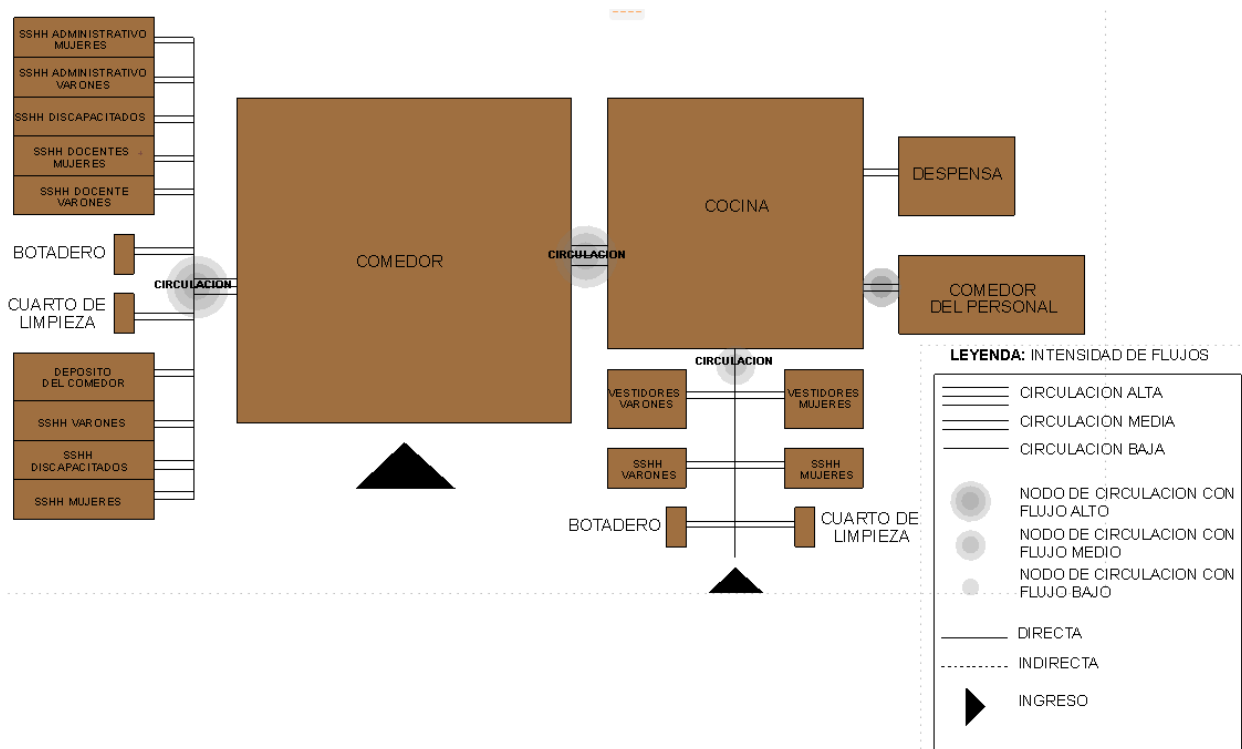 SSHH ADMINISTRATIVO
MUJERES
SSHH ADMINISTRATIVO
VARONES
SSHH DISCAPACITADOS
SSHH DOCENTES
MUJERES
SSHH DOCENTE
VARONES
BOTADERO
CIRCULACION
CUARTO DE
LIMPIEZA
DEPOSITO
DEL COMEDOR
SSHH VARONES
SSHH
DISCAPACITADOS
SSHH MUJERES
COMEDOR
CIRCULACION
COCINA
DESPENSA
COMEDOR
DEL PERSONAL
CIRCULACION
VESTIDORES
VARONES
VESTIDORES
MUJERES
SSHH
VARONES
SSHH
MUJERES
BOTADERO
CUARTO DE
LIMPIEZA
LEYENDA: INTENSIDAD DE FLUJOS
CIRCULACION ALTA
CIRCULACION MEDIA
CIRCULACION BAJA
NODO DE CIRCULACION CON
FLUJO ALTO
NODO DE CIRCULACION CON
FLUJO MEDIO
NODO DE CIRCULACION CON
FLUJO BAJO
DIRECTA
INDIRECTA
INGRESO